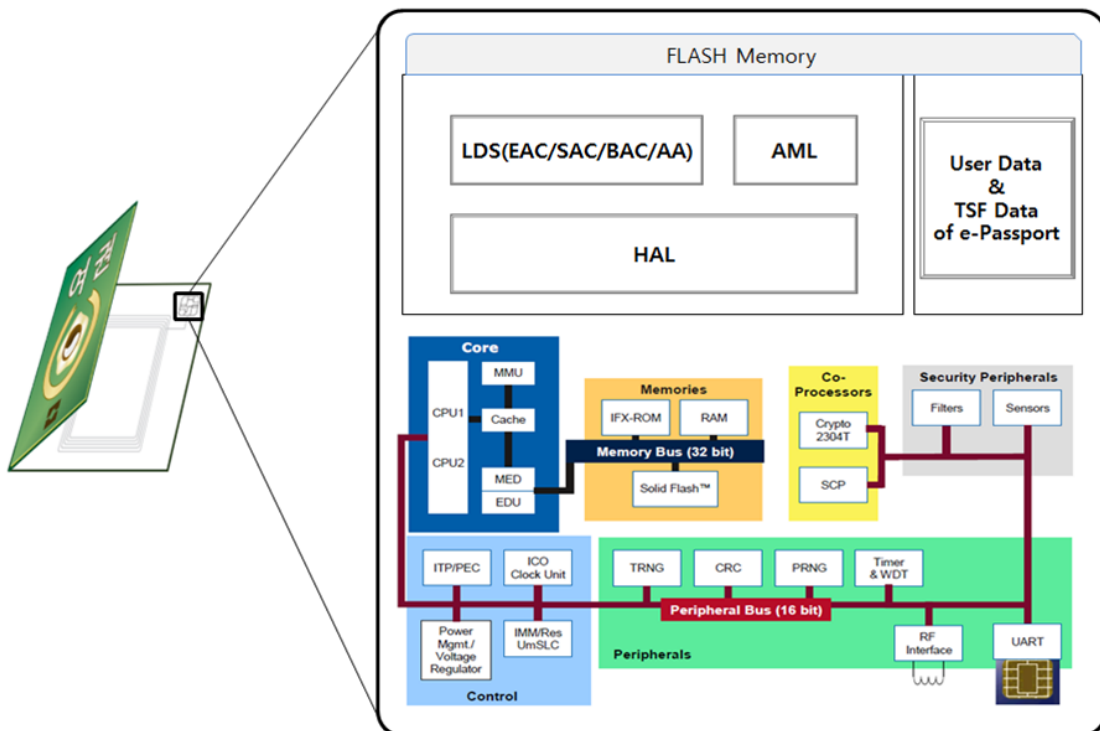 FLASH Memory
LDS(EAC/SAC/BAC/AA)
AML
HAL
User Data
&
TSF Data
of e-Passport
Core
MMU
CPU1
Cache
CPU2
MED
EDU
Memories
IFX-ROM
RAM
Memory Bus (32 bit)
Solid Flash™
Co-
Processors
Crypto
2304T
SCP
Security Peripherals
Filters
Sensors
ITP/PEC
ICO
Clock Unit
Power
Mgmt./
Voltage
Regulator
IMM/Res
UmSLC
Control
TRNG
CRC
PRNG
Timer
& WDT
Peripheral Bus (16 bit)
Peripherals
RF
Interface
UART